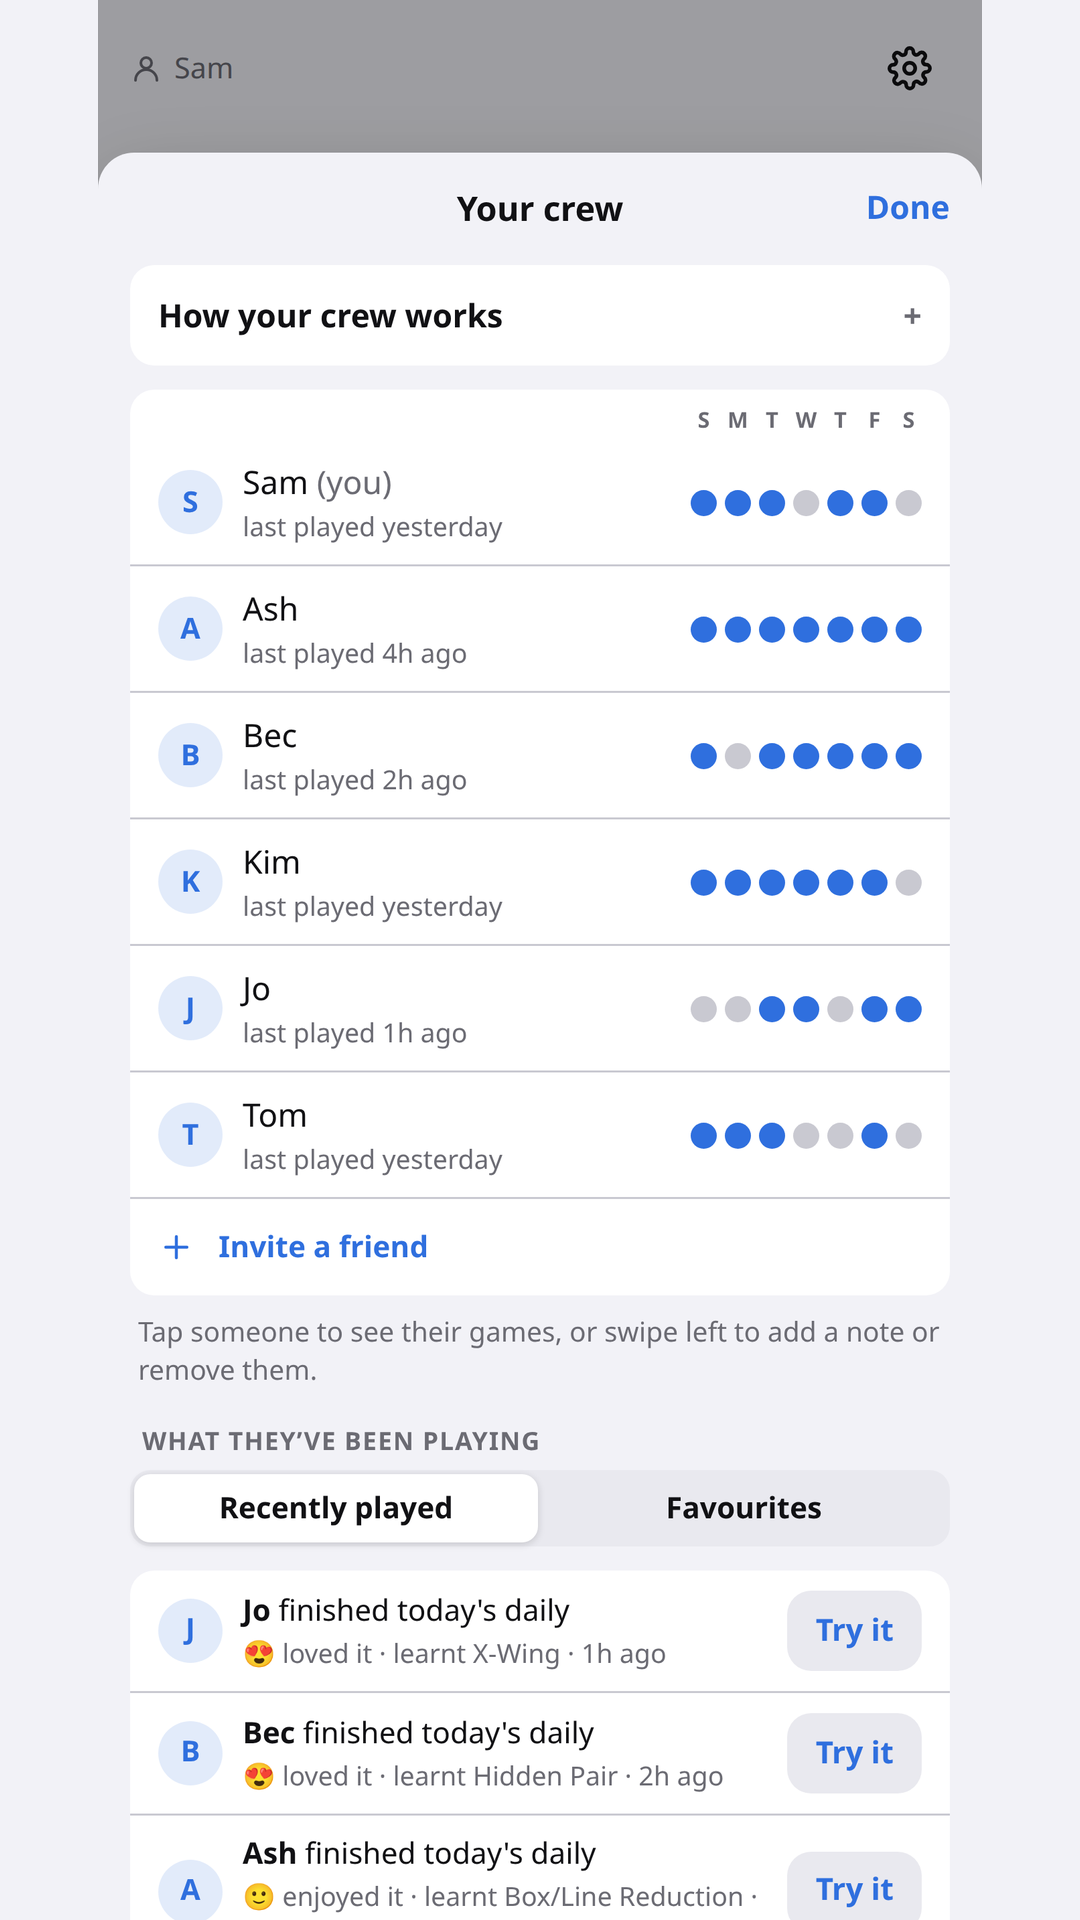 Sam
Your crew
Done
How your crew works
+
S M T W T F S
S
Sam (you)
last played yesterday
A
Ash
last played 4h ago
B
Bec
last played 2h ago
K
Kim
last played yesterday
J
Jo
last played 1h ago
T
Tom
last played yesterday
+ Invite a friend
Tap someone to see their games, or swipe left to add a note or
remove them.
WHAT THEY’VE BEEN PLAYING
Recently played
Favourites
J
Jo finished today's daily
😍 loved it · learnt X-Wing · 1h ago
Try it
B
Bec finished today's daily
😍 loved it · learnt Hidden Pair · 2h ago
Try it
A
Ash finished today's daily
🙂 enjoyed it · learnt Box/Line Reduction ·
Try it